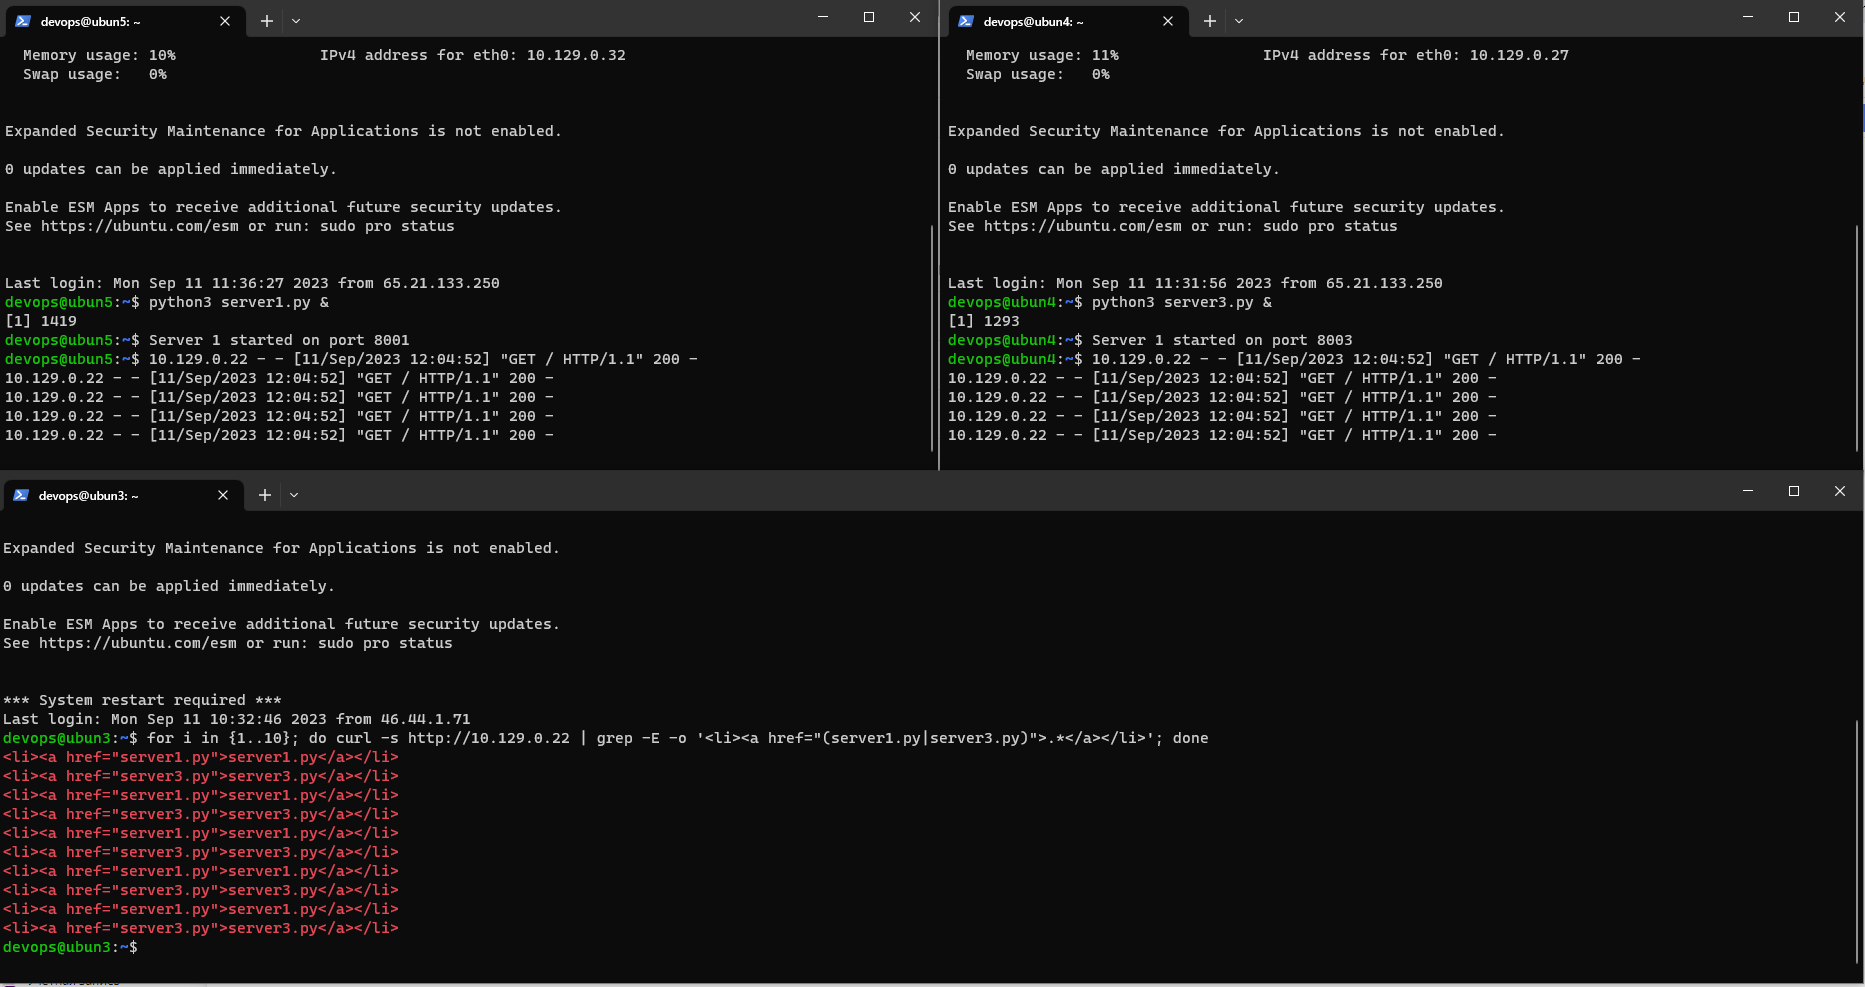 devops@ubun5: ~
Memory usage: 10%                IPv4 address for eth0: 10.129.0.32
Swap usage:   0%
Expanded Security Maintenance for Applications is not enabled.
0 updates can be applied immediately.
Enable ESM Apps to receive additional future security updates.
See https://ubuntu.com/esm or run: sudo pro status
Last login: Mon Sep 11 11:36:27 2023 from 65.21.133.250
devops@ubun5:~$ python3 server1.py &
[1] 1419
devops@ubun5:~$ Server 1 started on port 8001
devops@ubun5:~$ 10.129.0.22 - - [11/Sep/2023 12:04:52] "GET / HTTP/1.1" 200 -
10.129.0.22 - - [11/Sep/2023 12:04:52] "GET / HTTP/1.1" 200 -
10.129.0.22 - - [11/Sep/2023 12:04:52] "GET / HTTP/1.1" 200 -
10.129.0.22 - - [11/Sep/2023 12:04:52] "GET / HTTP/1.1" 200 -
10.129.0.22 - - [11/Sep/2023 12:04:52] "GET / HTTP/1.1" 200 -
devops@ubun4: ~
Memory usage: 11%                IPv4 address for eth0: 10.129.0.27
Swap usage:   0%
Expanded Security Maintenance for Applications is not enabled.
0 updates can be applied immediately.
Enable ESM Apps to receive additional future security updates.
See https://ubuntu.com/esm or run: sudo pro status
Last login: Mon Sep 11 11:31:56 2023 from 65.21.133.250
devops@ubun4:~$ python3 server3.py &
[1] 1293
devops@ubun4:~$ Server 1 started on port 8003
devops@ubun4:~$ 10.129.0.22 - - [11/Sep/2023 12:04:52] "GET / HTTP/1.1" 200 -
10.129.0.22 - - [11/Sep/2023 12:04:52] "GET / HTTP/1.1" 200 -
10.129.0.22 - - [11/Sep/2023 12:04:52] "GET / HTTP/1.1" 200 -
10.129.0.22 - - [11/Sep/2023 12:04:52] "GET / HTTP/1.1" 200 -
10.129.0.22 - - [11/Sep/2023 12:04:52] "GET / HTTP/1.1" 200 -
devops@ubun3: ~
Expanded Security Maintenance for Applications is not enabled.
0 updates can be applied immediately.
Enable ESM Apps to receive additional future security updates.
See https://ubuntu.com/esm or run: sudo pro status
*** System restart required ***
Last login: Mon Sep 11 10:32:46 2023 from 46.44.1.71
devops@ubun3:~$ for i in {1..10}; do curl -s http://10.129.0.22 | grep -E -o '<li><a href="(server1.py|server3.py)">.*</a></li>'; done
<li><a href="server1.py">server1.py</a></li>
<li><a href="server3.py">server3.py</a></li>
<li><a href="server1.py">server1.py</a></li>
<li><a href="server3.py">server3.py</a></li>
<li><a href="server1.py">server1.py</a></li>
<li><a href="server3.py">server3.py</a></li>
<li><a href="server1.py">server1.py</a></li>
<li><a href="server3.py">server3.py</a></li>
<li><a href="server1.py">server1.py</a></li>
<li><a href="server3.py">server3.py</a></li>
devops@ubun3:~$